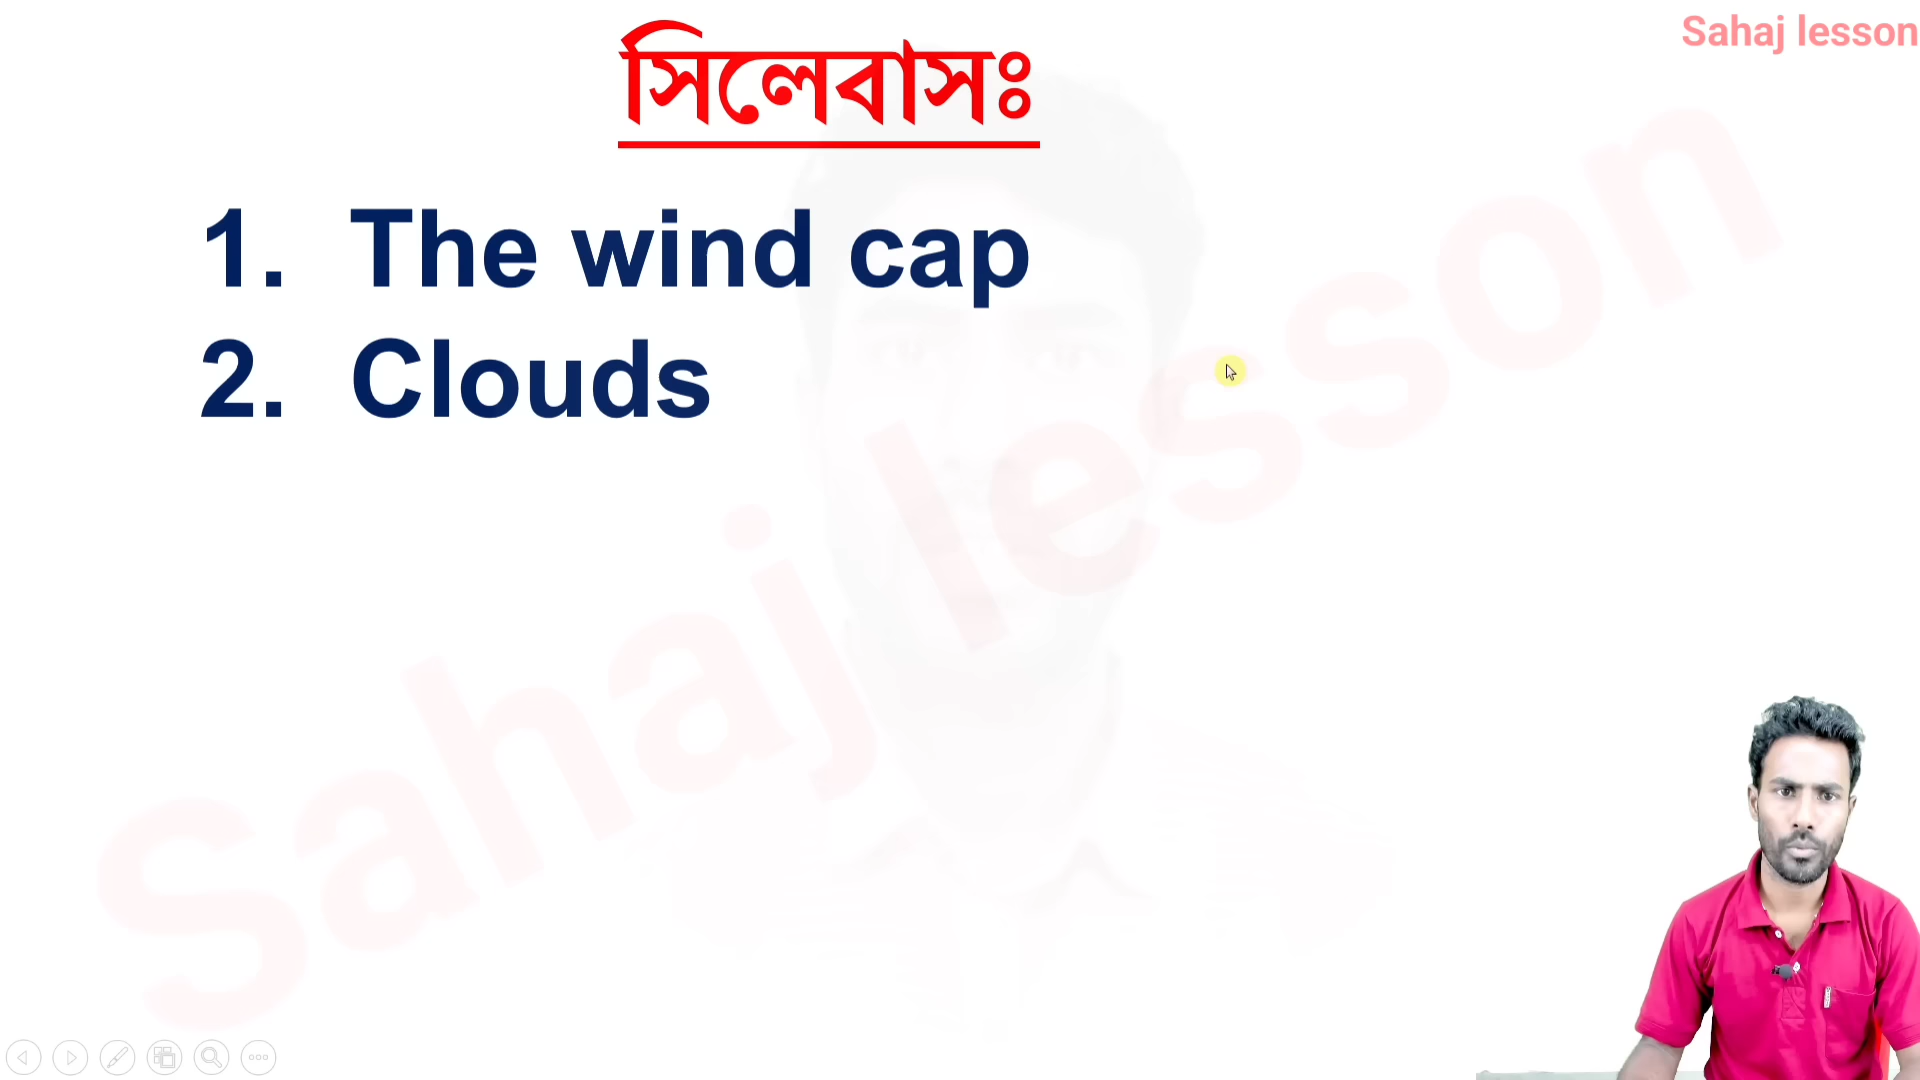 Sahaj lesson
সিলেবাসঃ
1. The wind cap
2. Clouds
Sahaj lesson